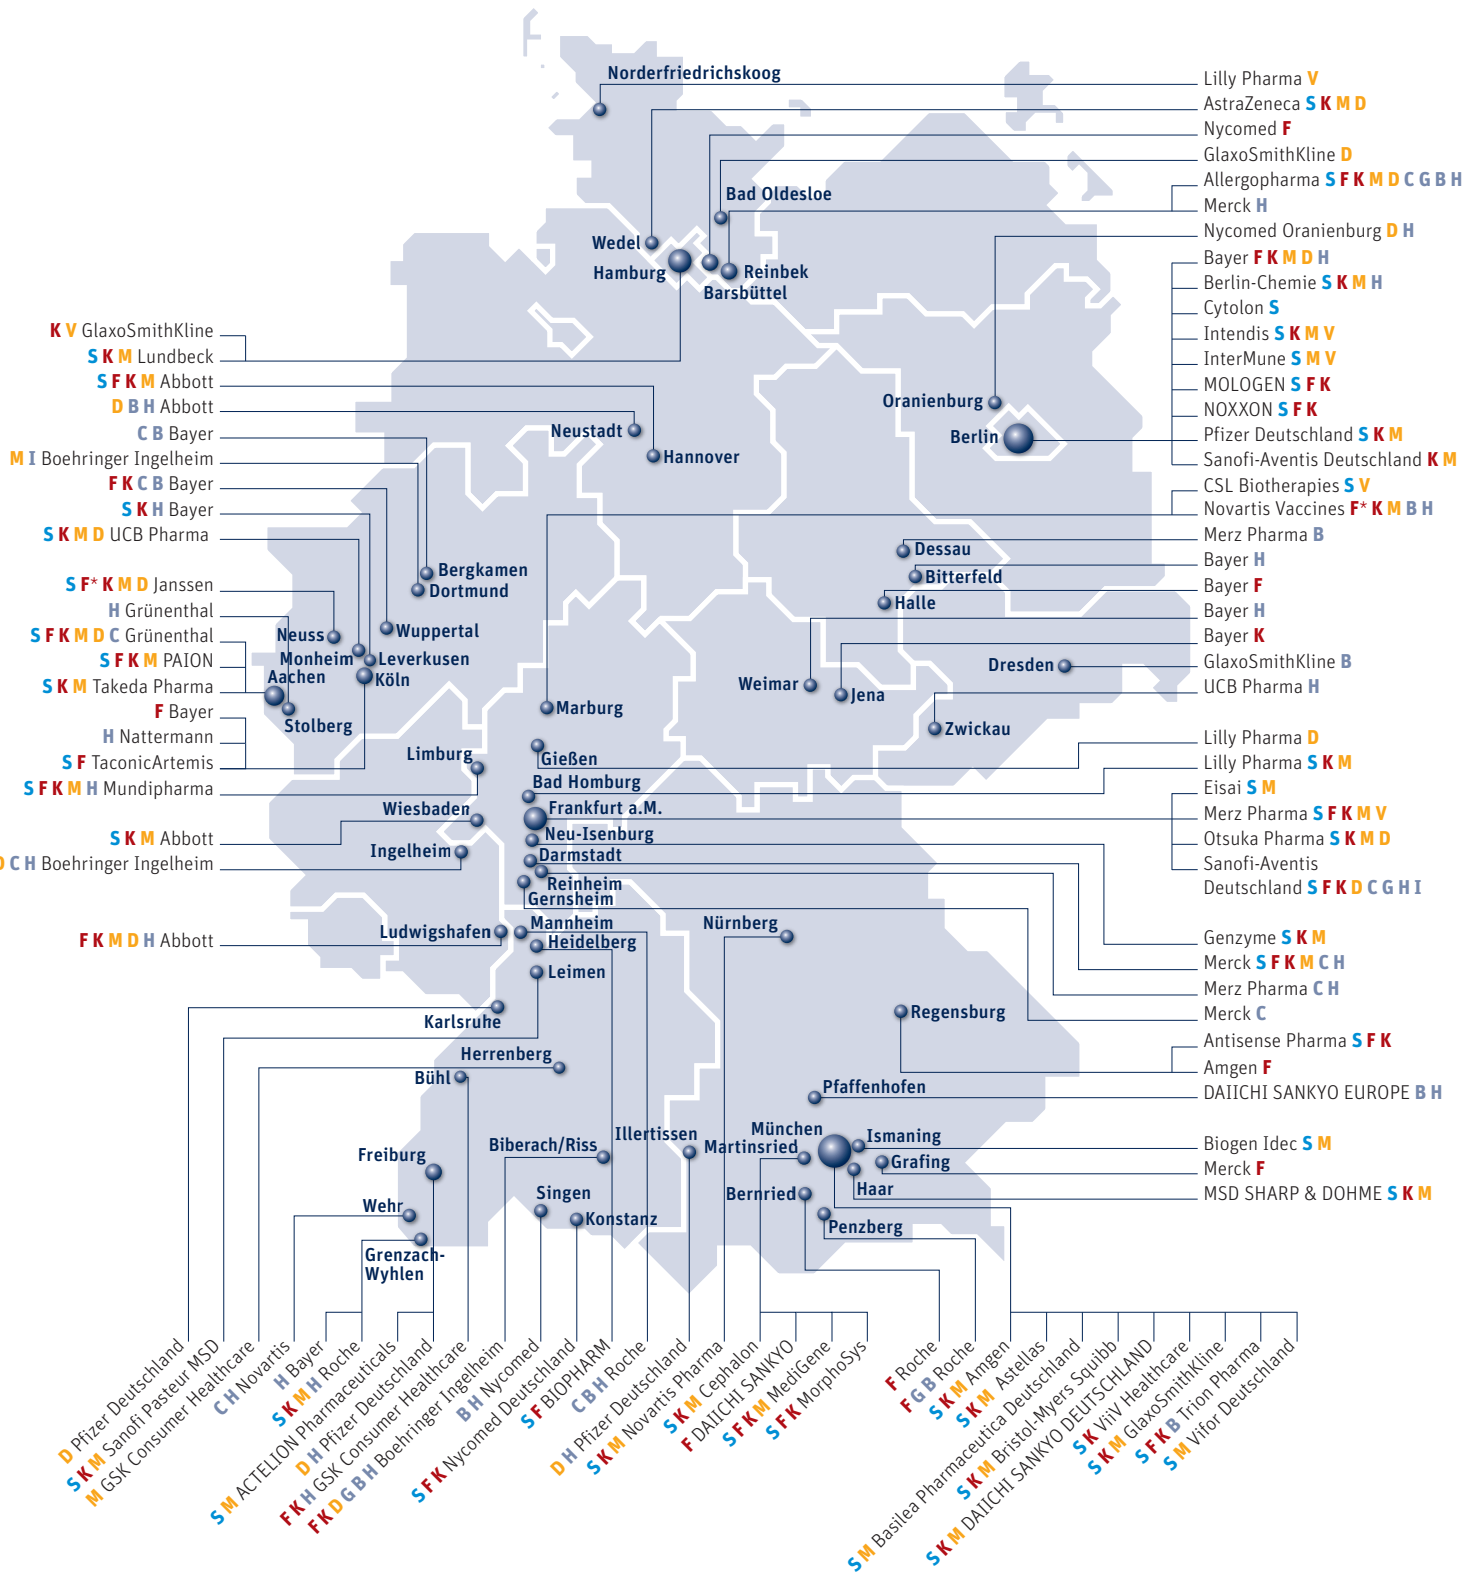 Norderfriedrichskoog
Wedel
Hamburg
Bad Oldesloe
Reinbek
Barsbüttel
Oranienburg
Berlin
Neustadt
Hannover
Bergkamen
Dortmund
Wuppertal
Neuss
Monheim
Leverkusen
Aachen
Köln
Stolberg
Marburg
Dessau
Bitterfeld
Halle
Dresden
Weimar
Jena
Zwickau
Limburg
Gießen
Bad Homburg
Wiesbaden
Frankfurt a.M.
Neu-Isenburg
Ingelheim
Darmstadt
Reinheim
Gernsheim
Ludwigshafen
Mannheim
Heidelberg
Leimen
Nürnberg
Karlsruhe
Regensburg
Herrenberg
Bühl
Pfaffenhofen
Illertissen
München
Martinsried
Ismaning
Grafing
Haar
Biberach/Riss
Freiburg
Bernried
Penzberg
Wehr
Singen
Konstanz
Grenzach-
Wyhlen
K V GlaxoSmithKline
S K M Lundbeck
S F K M Abbott
D B H Abbott
C B Bayer
M I Boehringer Ingelheim
F K C B Bayer
S K H Bayer
S K M D UCB Pharma
S F* K M D Janssen
H Grünenthal
S F K M D C Grünenthal
S F K M PAION
S K M Takeda Pharma
F Bayer
H Nattermann
S F TaconicArtemis
S F K M H Mundipharma
S K M Abbott
C H Boehringer Ingelheim
F K M D H Abbott
Lilly Pharma V
AstraZeneca S K M D
Nycomed F
GlaxoSmithKline D
Allergopharma S F K M D C G B H
Merck H
Nycomed Oranienburg D H
Bayer F K M D H
Berlin-Chemie S K M H
Cytolon S
Intendis S K M V
InterMune S M V
MOLOGEN S F K
NOXXON S F K
Pfizer Deutschland S K M
Sanofi-Aventis Deutschland K M
CSL Biotherapies S V
Novartis Vaccines F* K M B H
Merz Pharma B
Bayer H
Bayer F
Bayer H
Bayer K
GlaxoSmithKline B
UCB Pharma H
Lilly Pharma D
Lilly Pharma S K M
Eisai S M
Merz Pharma S F K M V
Otsuka Pharma S K M D
Sanofi-Aventis
Deutschland S F K D C G H I
Genzyme S K M
Merck S F K M C H
Merz Pharma C H
Merck C
Antisense Pharma S F K
Amgen F
DAIICHI SANKYO EUROPE B H
Biogen Idec S M
Merck F
MSD SHARP & DOHME S K M
D Pfizer Deutschland
S K M Sanofi Pasteur MSD
M GSK Consumer Healthcare
C H Novartis
H Bayer
S K M H Roche
S M ACTELION Pharmaceuticals
D H Pfizer Deutschland
F K H GSK Consumer Healthcare
F K D G B H Boehringer Ingelheim
B H Nycomed
S F K Nycomed Deutschland
S F BIOPHARM
C B H Roche
D H Pfizer Deutschland
S K M Novartis Pharma
S K M Cephalon
F DAIICHI SANKYO
S F K M MediGene
S F K MorphoSys
F Roche
F G B Roche
S K M Amgen
S K M Astellas
S M Basilea Pharmaceutica Deutschland
S K M Bristol-Myers Squibb
S K M DAIICHI SANKYO DEUTSCHLAND
S K ViiV Healthcare
S K M GlaxoSmithKline
S F K B Trion Pharma
S M Vifor Deutschland